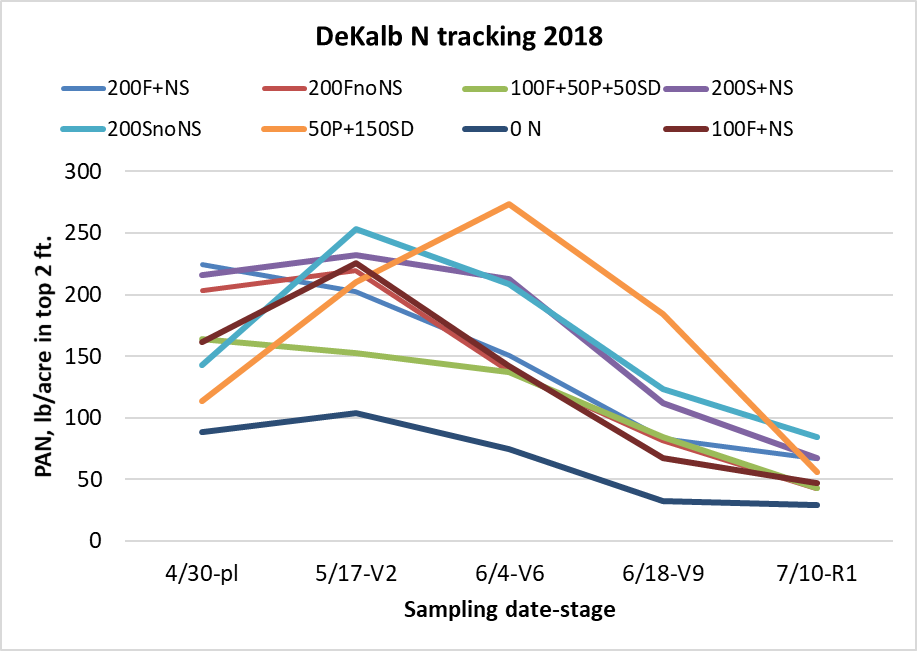 DeKalb N tracking 2018
200F+NS 200FnoNS 100F+50P+50SD 200S+NS
200SnoNS 50P+150SD 0 N 100F+NS
300
250
200
150
100
50
0
PAN, lb/acre in top 2 ft.
4/30-pl 5/17-V2 6/4-V6 6/18-V9 7/10-R1
Sampling date-stage